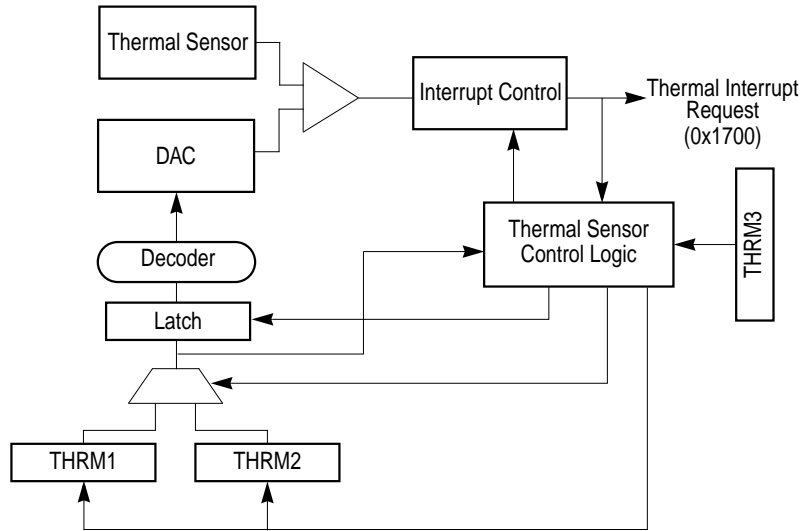 Thermal Sensor
Interrupt Control
Thermal Interrupt
Request
(0x1700)
DAC
Thermal Sensor
Control Logic
THRM3
Decoder
Latch
THRM1
THRM2